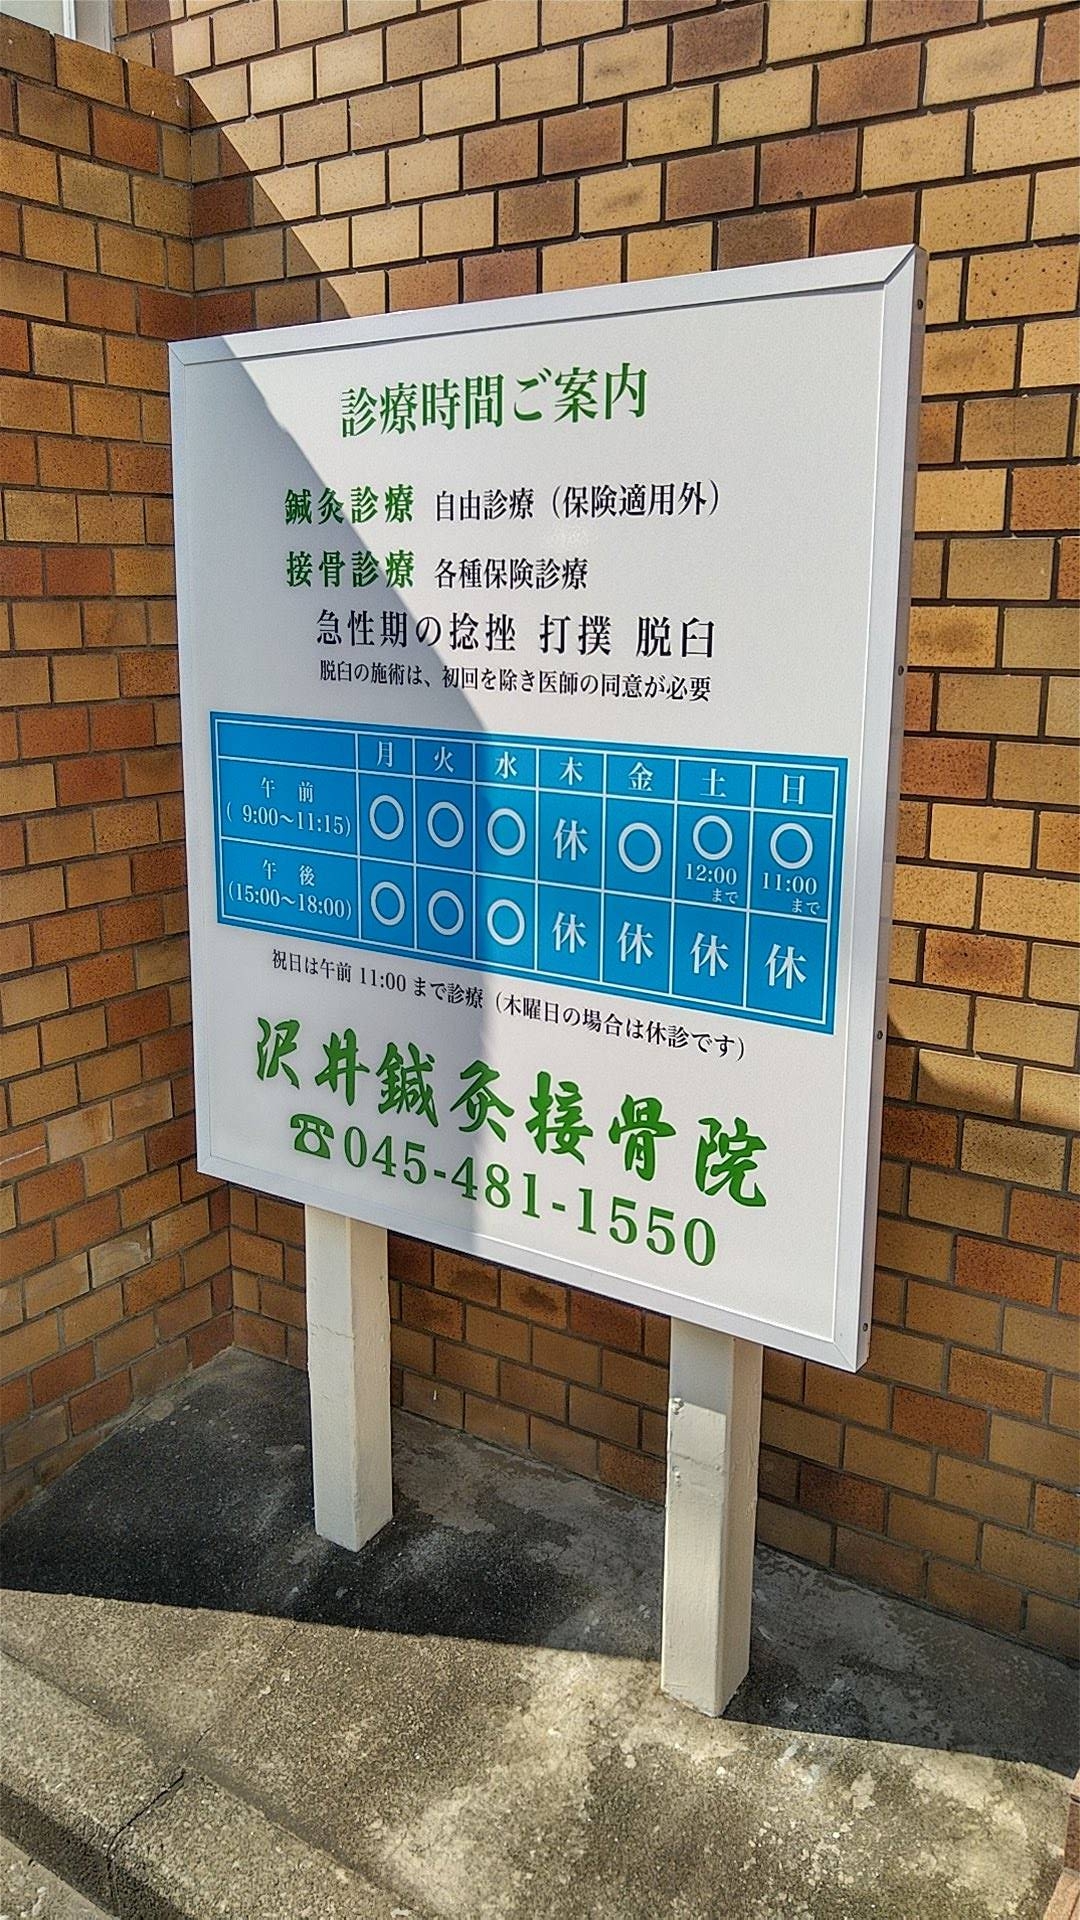 診療時間ご案内
鍼灸診療 自由診療（保険適用外）
接骨診療 各種保険診療
急性期の捻挫 打撲 脱臼
脱臼の施術は、初回を除き医師の同意が必要
月 火 水 木 金 土 日
午前 (9:00〜11:15) ○ ○ ○ 休 ○ ○ 12:00まで ○ 11:00まで
午後 (15:00〜18:00) ○ ○ ○ 休 休 休 休
祝日は午前 11:00 まで診療（木曜日の場合は休診です）
沢井鍼灸接骨院
☎045-481-1550